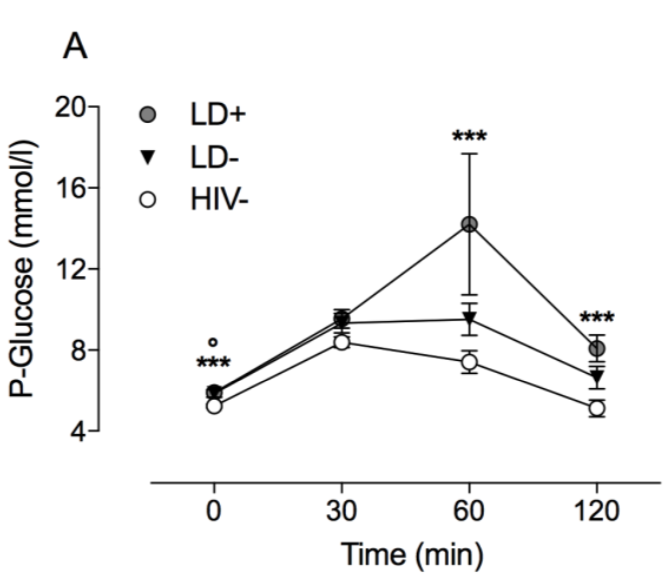 A
20
16
12
8
4
P-Glucose (mmol/l)
LD+
LD-
HIV-
***
***
°
***
0 30 60 120
Time (min)